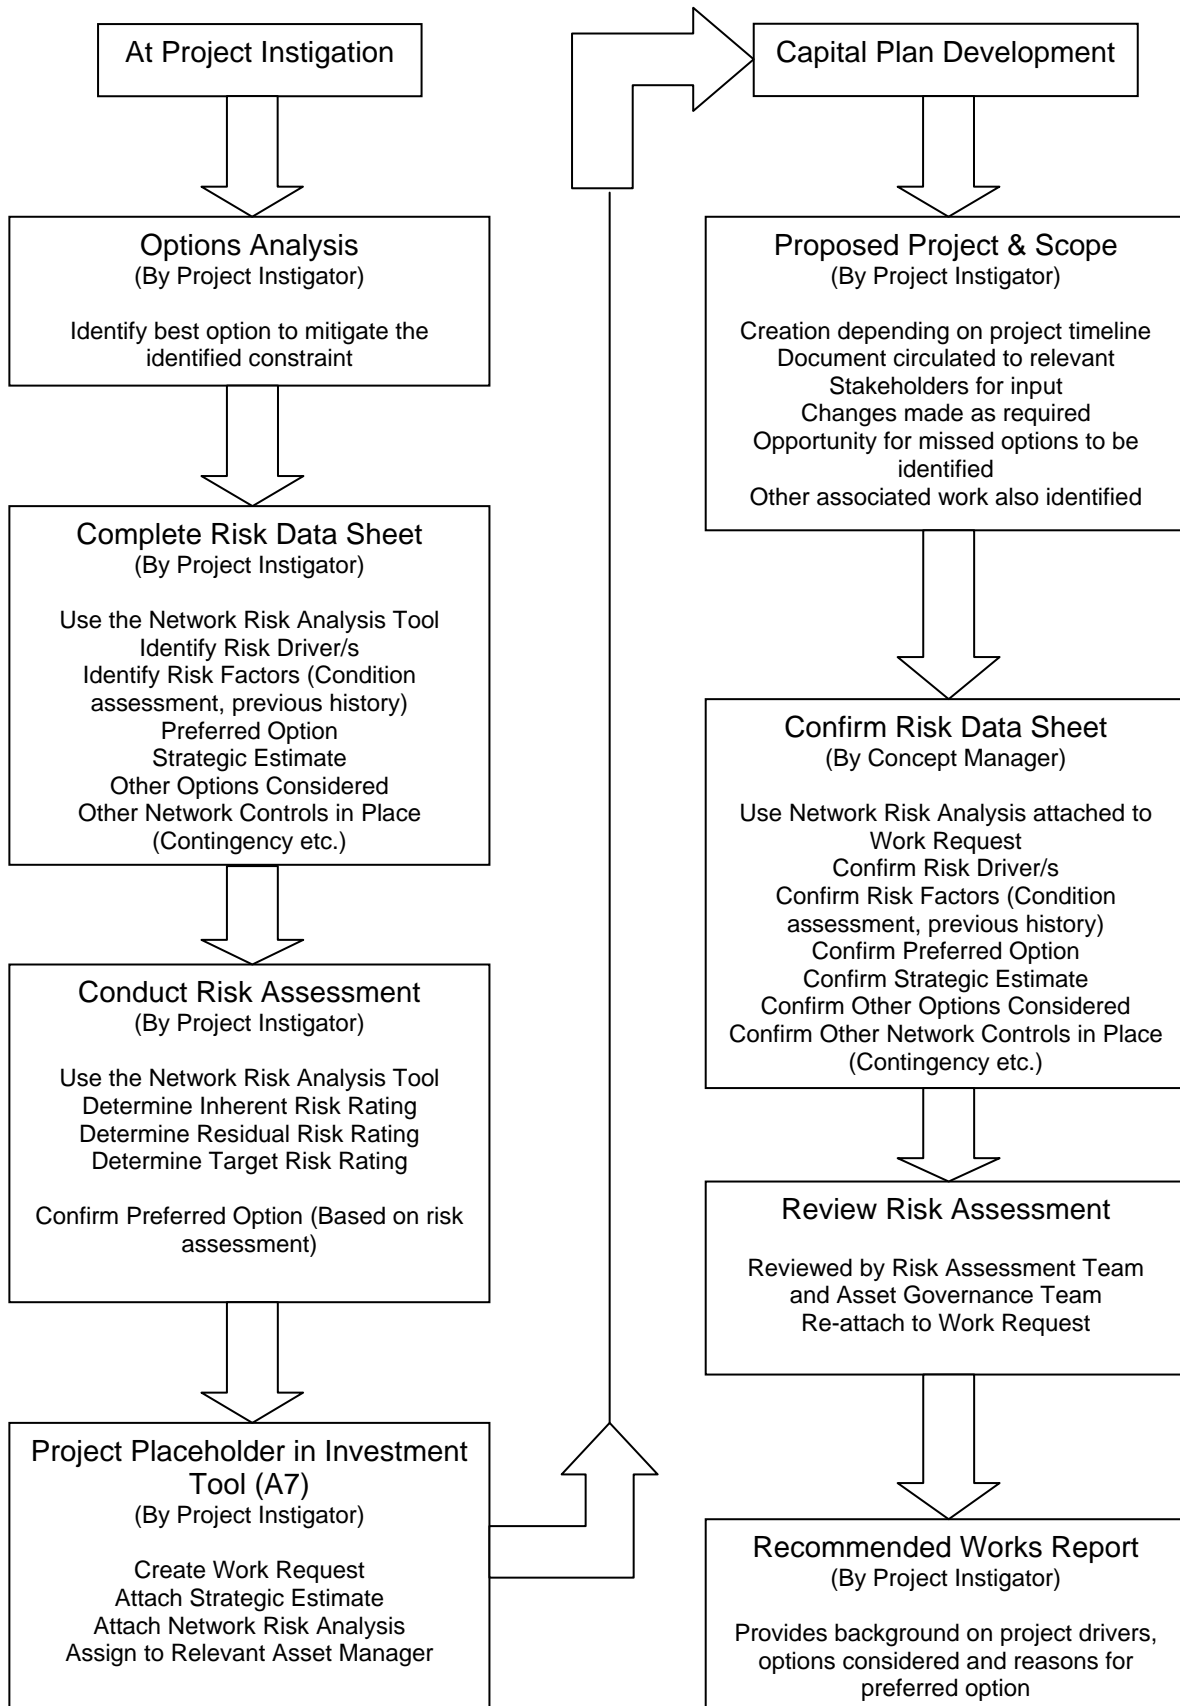 At Project Instigation
Options Analysis
(By Project Instigator)
Identify best option to mitigate the
identified constraint
Complete Risk Data Sheet
(By Project Instigator)
Use the Network Risk Analysis Tool
Identify Risk Driver/s
Identify Risk Factors (Condition
assessment, previous history)
Preferred Option
Strategic Estimate
Other Options Considered
Other Network Controls in Place
(Contingency etc.)
Conduct Risk Assessment
(By Project Instigator)
Use the Network Risk Analysis Tool
Determine Inherent Risk Rating
Determine Residual Risk Rating
Determine Target Risk Rating
Confirm Preferred Option (Based on risk
assessment)
Project Placeholder in Investment
Tool (A7)
(By Project Instigator)
Create Work Request
Attach Strategic Estimate
Attach Network Risk Analysis
Assign to Relevant Asset Manager
Capital Plan Development
Proposed Project & Scope
(By Project Instigator)
Creation depending on project timeline
Document circulated to relevant
Stakeholders for input
Changes made as required
Opportunity for missed options to be
identified
Other associated work also identified
Confirm Risk Data Sheet
(By Concept Manager)
Use Network Risk Analysis attached to
Work Request
Confirm Risk Driver/s
Confirm Risk Factors (Condition
assessment, previous history)
Confirm Preferred Option
Confirm Strategic Estimate
Confirm Other Options Considered
Confirm Other Network Controls in Place
(Contingency etc.)
Review Risk Assessment
Reviewed by Risk Assessment Team
and Asset Governance Team
Re-attach to Work Request
Recommended Works Report
(By Project Instigator)
Provides background on project drivers,
options considered and reasons for
preferred option